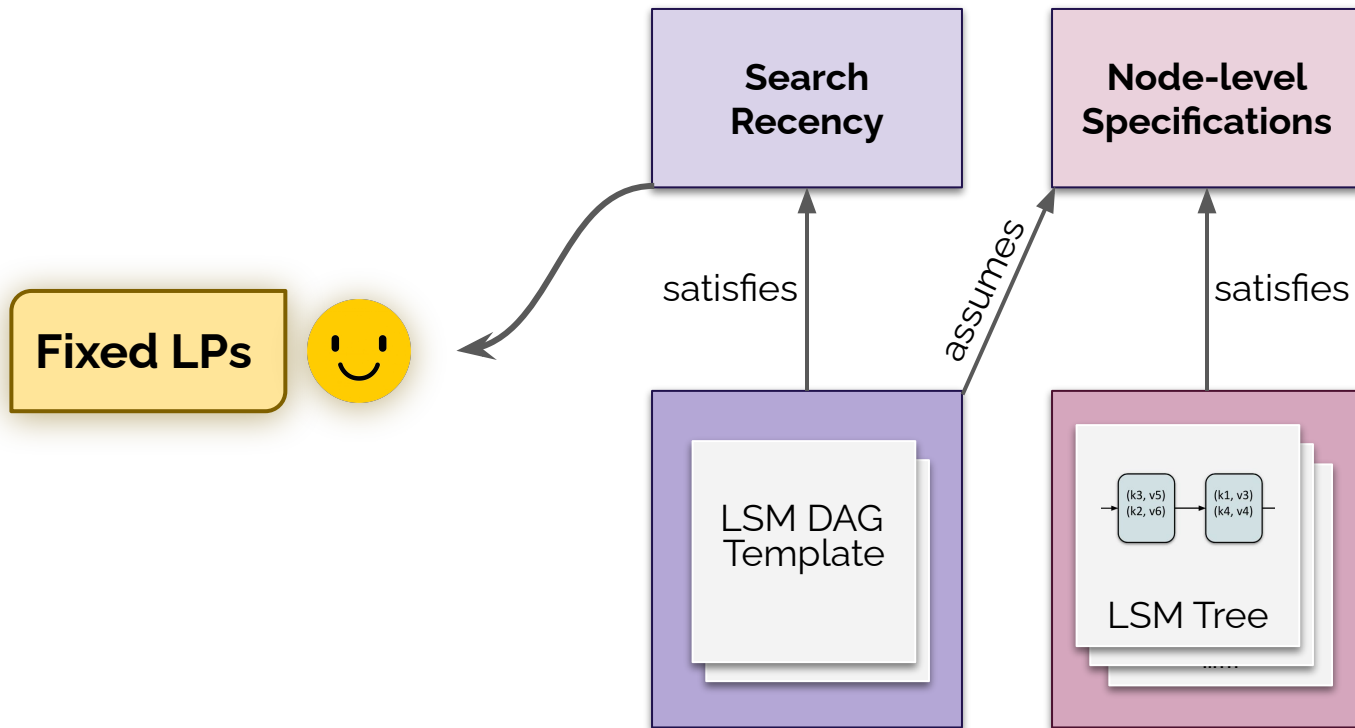 Search
Recency
Node-level
Specifications
satisfies
assumes
satisfies
Fixed LPs
LSM DAG
Template
(k3, v5)
(k2, v6)
(k1, v3)
(k4, v4)
LSM Tree